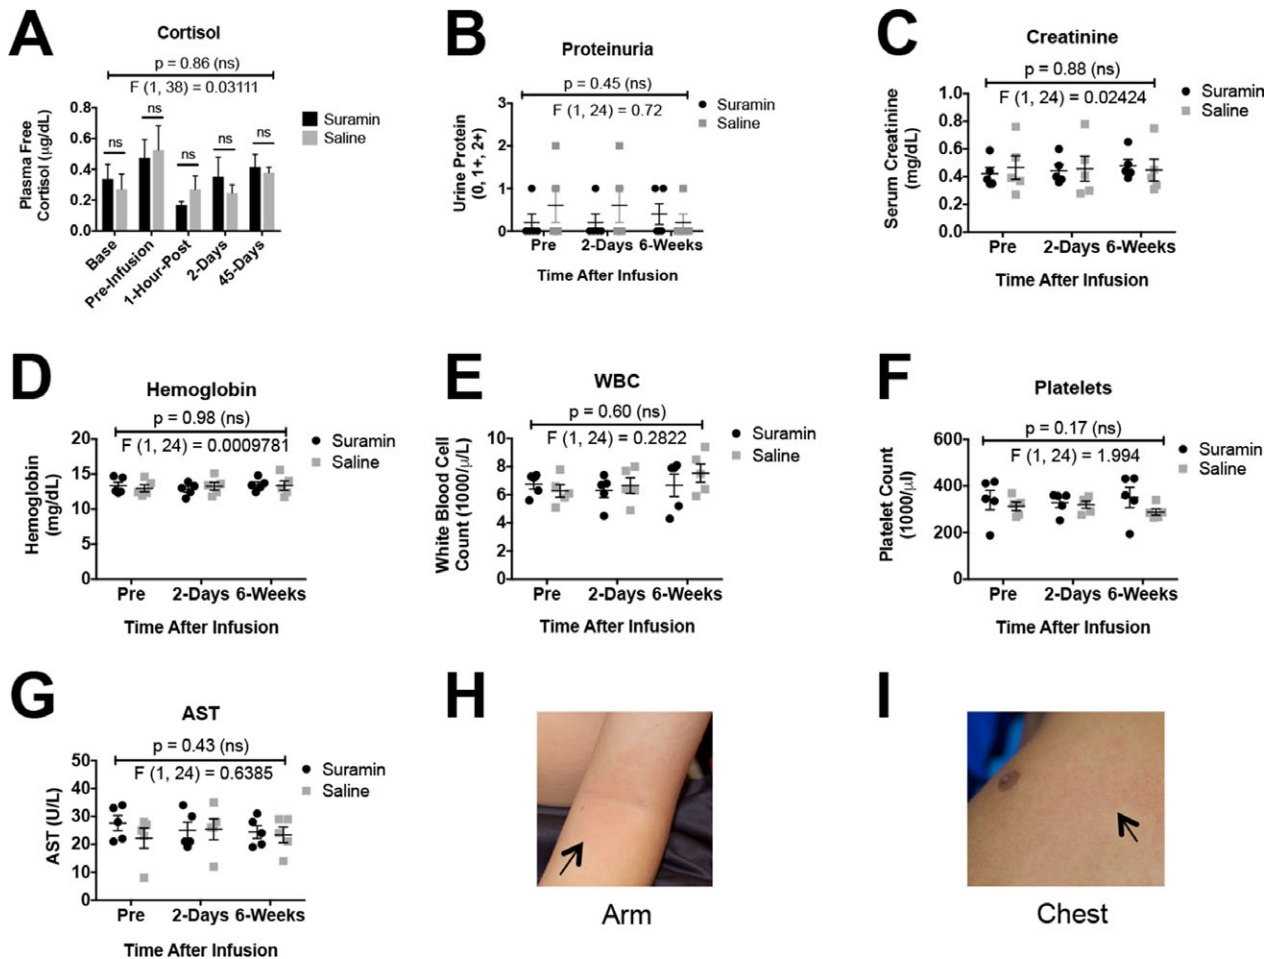 A
Cortisol
p = 0.86 (ns)
F (1, 38) = 0.03111
Plasma Free
Cortisol (µg/dL)
0.8
0.6
0.4
0.2
0.0
ns
ns
ns
ns
ns
Base
Pre-Infusion
1-Hour-Post
2-Days
45-Days
Suramin
Saline
B
Proteinuria
p = 0.45 (ns)
F (1, 24) = 0.72
Urine Protein
(0, 1+, 2+)
3
2
1
0
Pre
2-Days
6-Weeks
Time After Infusion
Suramin
Saline
C
Creatinine
p = 0.88 (ns)
F (1, 24) = 0.02424
Serum Creatinine
(mg/dL)
1.0
0.8
0.6
0.4
0.2
0.0
Pre
2-Days
6-Weeks
Time After Infusion
Suramin
Saline
D
Hemoglobin
p = 0.98 (ns)
F (1, 24) = 0.0009781
Hemoglobin
(mg/dL)
20
15
10
5
0
Pre
2-Days
6-Weeks
Time After Infusion
Suramin
Saline
E
WBC
p = 0.60 (ns)
F (1, 24) = 0.2822
White Blood Cell
Count (1000/µ/L)
10
8
6
4
2
0
Pre
2-Days
6-Weeks
Time After Infusion
Suramin
Saline
F
Platelets
p = 0.17 (ns)
F (1, 24) = 1.994
Platelet Count
(1000/µl)
600
400
200
0
Pre
2-Days
6-Weeks
Time After Infusion
Suramin
Saline
G
AST
p = 0.43 (ns)
F (1, 24) = 0.6385
AST (U/L)
50
40
30
20
10
0
Pre
2-Days
6-Weeks
Time After Infusion
Suramin
Saline
H
Arm
I
Chest